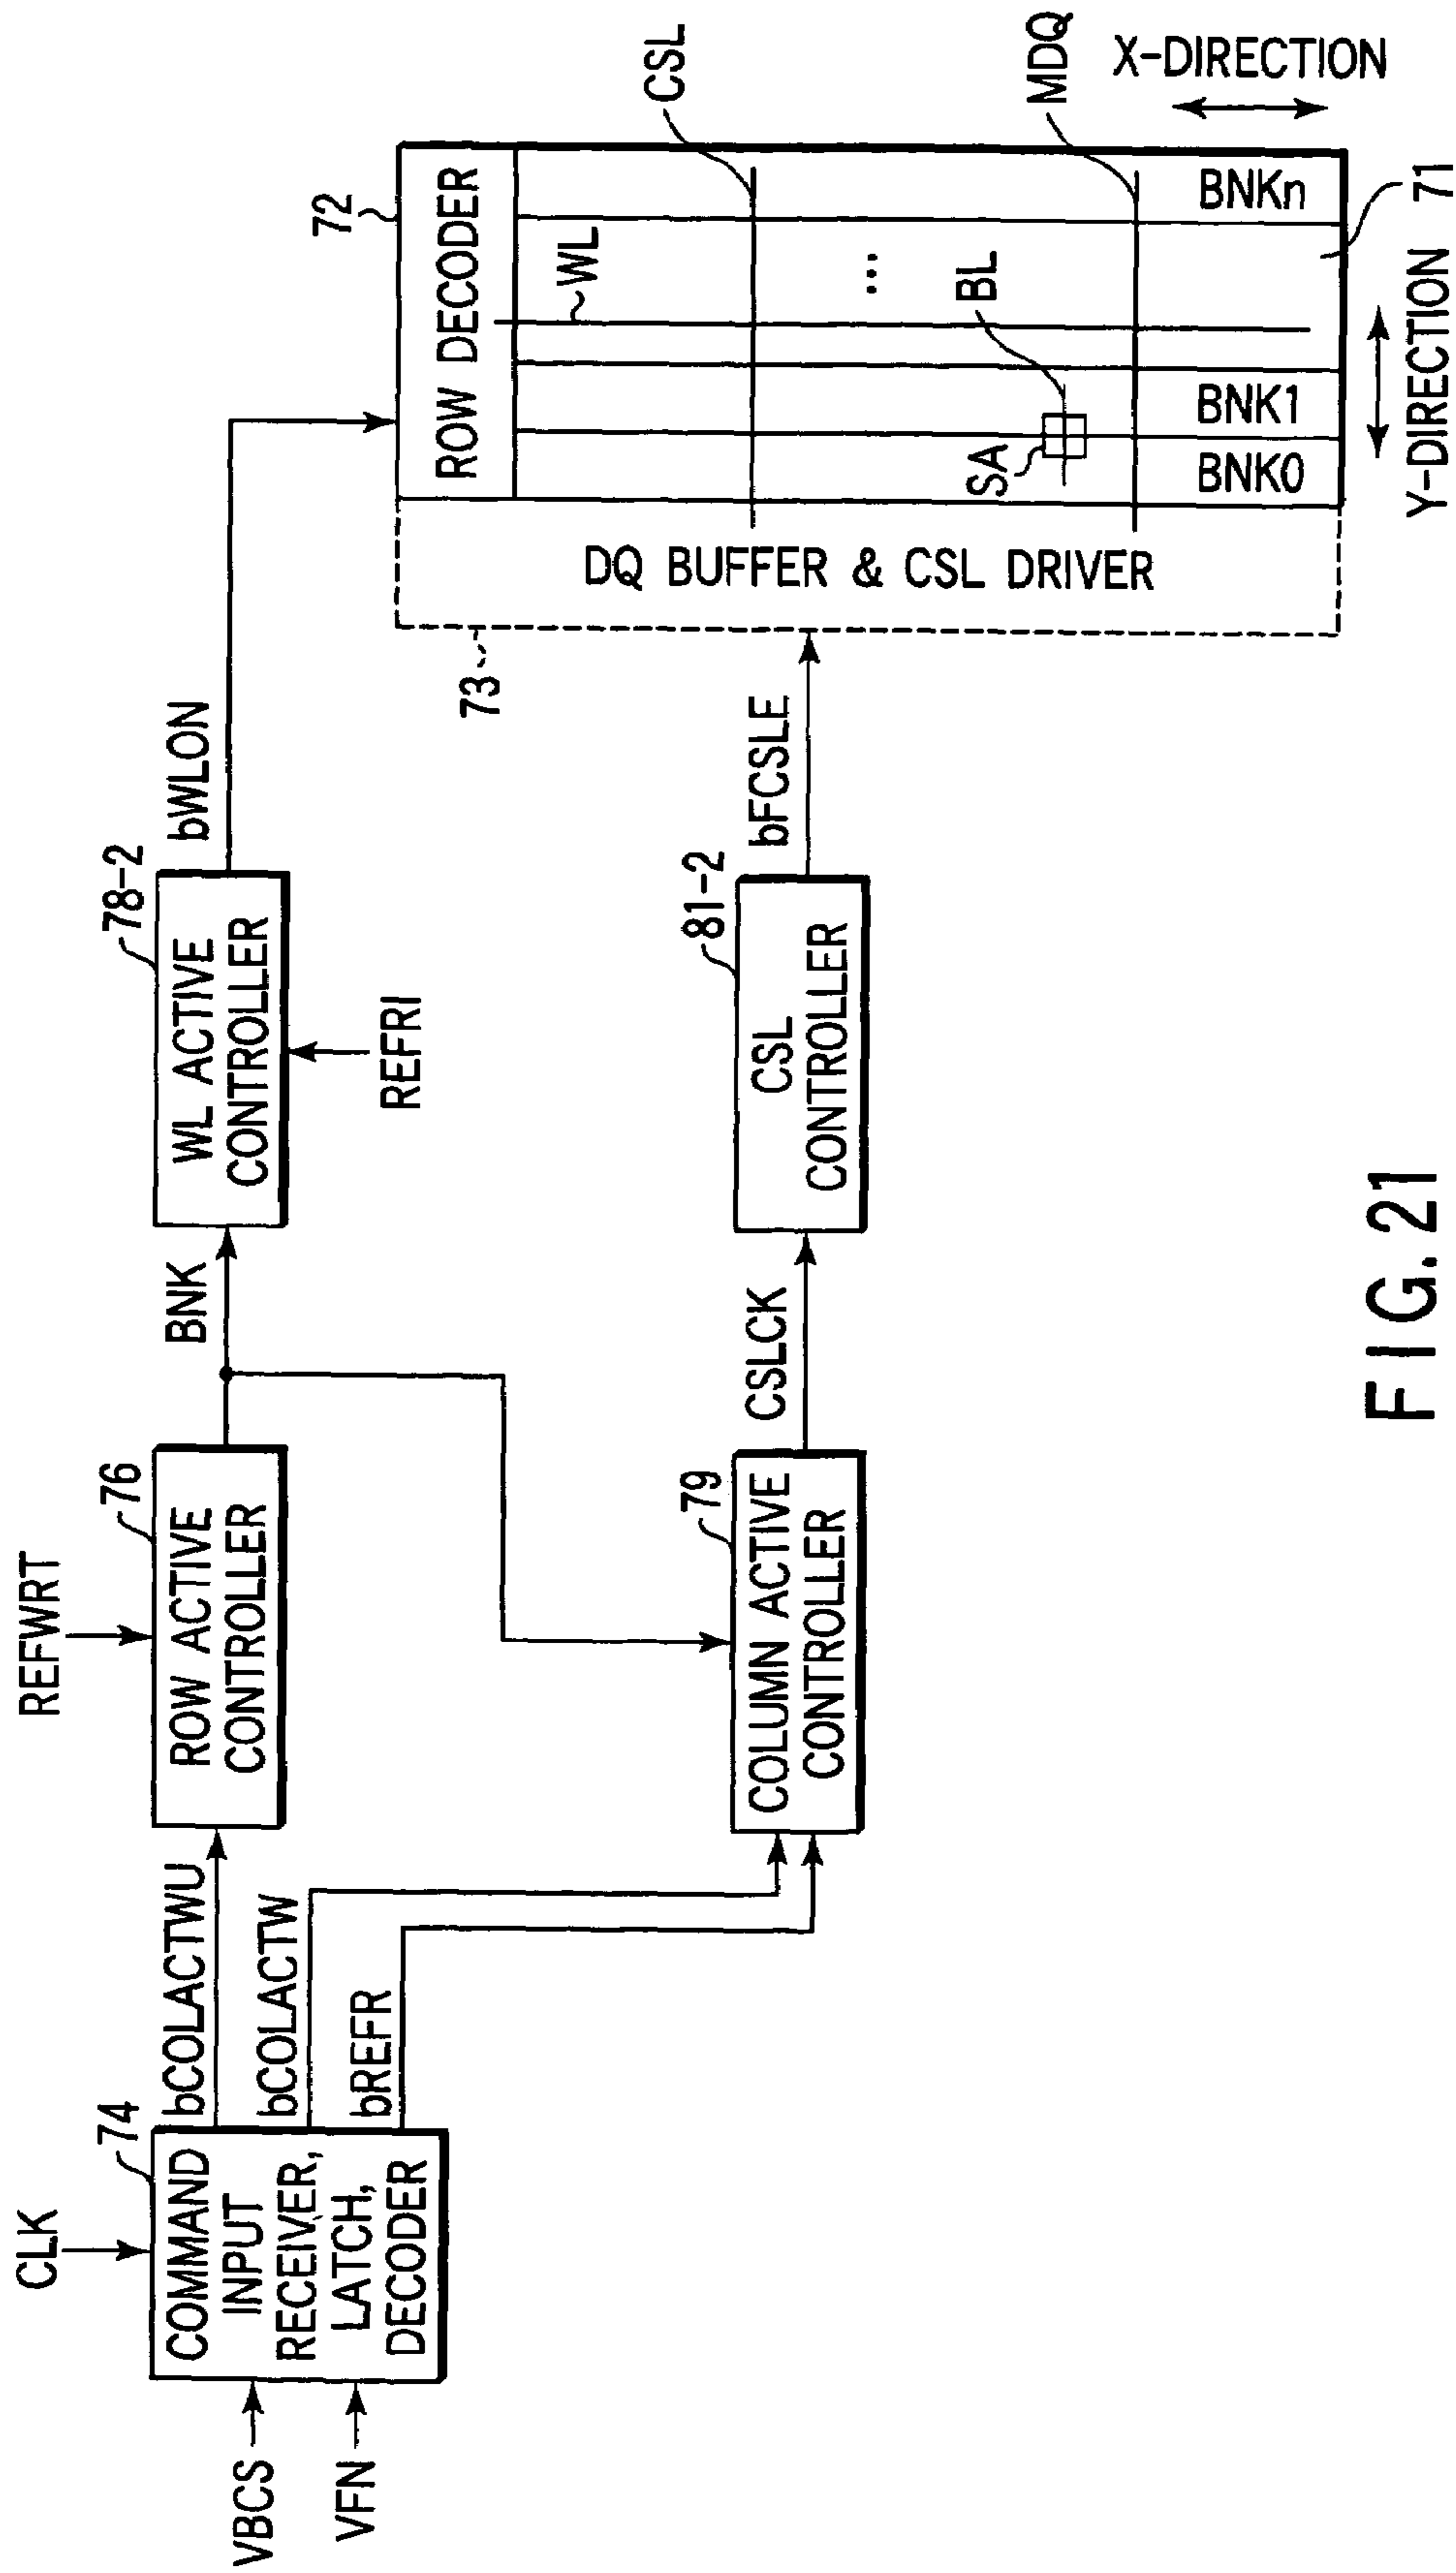 CLK
VBCS
VFN
74
COMMAND
INPUT
RECEIVER,
LATCH,
DECODER
bCOLACTWU
bCOLACTW
bREFR
REFWRT
76
ROW ACTIVE
CONTROLLER
BNK
78-2
WL ACTIVE
CONTROLLER
REFRI
bWLON
79
COLUMN ACTIVE
CONTROLLER
CSLCK
81-2
CSL
CONTROLLER
bFCSLE
72
ROW DECODER
73
DQ BUFFER & CSL DRIVER
WL
CSL
...
BL
SA
MDQ
BNK0
BNK1
BNKn
71
X-DIRECTION
Y-DIRECTION
FIG. 21